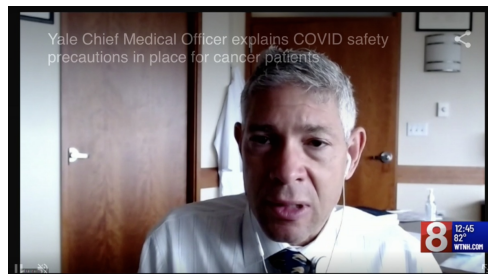 Yale Chief Medical Officer explains COVID safety
precautions in place for cancer patients
8
12:45
82°
WTNH.COM